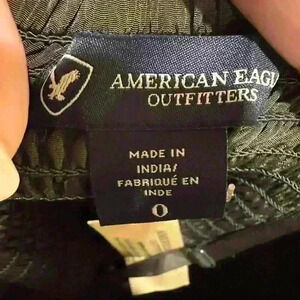 AMERICAN EAGL
OUTFITTERS
MADE IN
INDIA/
FABRIQUÉ EN
INDE
0